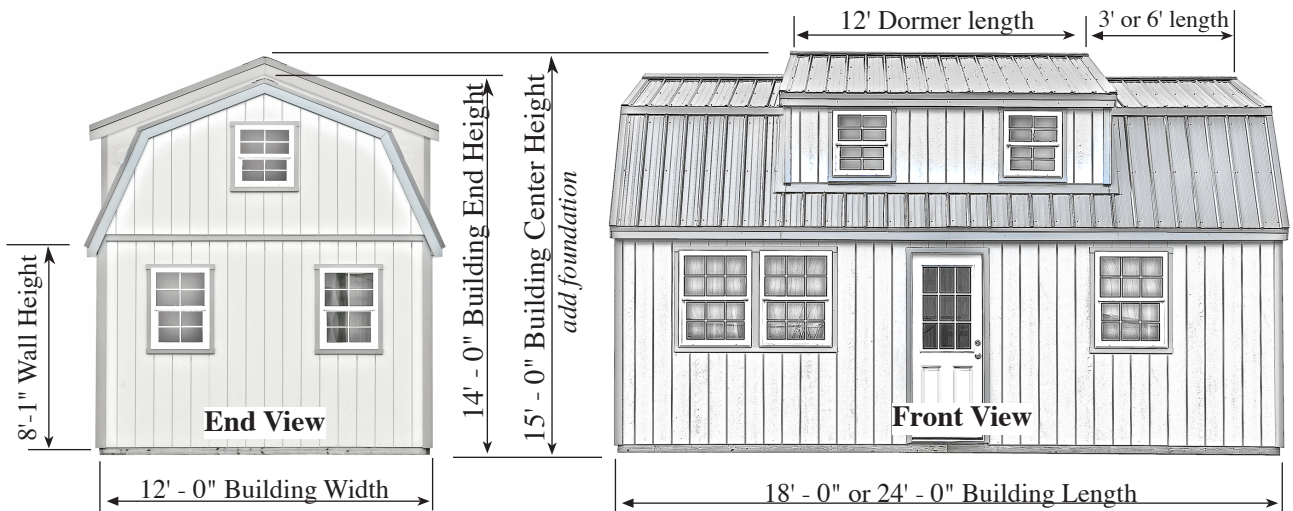 12' Dormer length
3' or 6' length
8'-1" Wall Height
14' - 0" Building End Height
15' - 0" Building Center Height
add foundation
End View
Front View
12' - 0" Building Width
18' - 0" or 24' - 0" Building Length